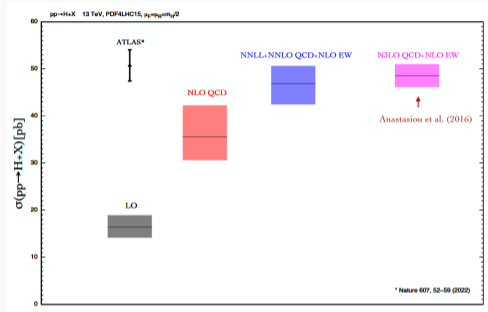 pp→H+X 13 TeV, PDF4LHC15, μF=μR=mH/2
σ(pp→H+X)[pb]
60
50
40
30
20
10
0
ATLAS*
LO
NLO QCD
NNLL+NNLO QCD+NLO EW
N3LO QCD+NLO EW
Anastasiou et al. (2016)
* Nature 607, 52-59 (2022)